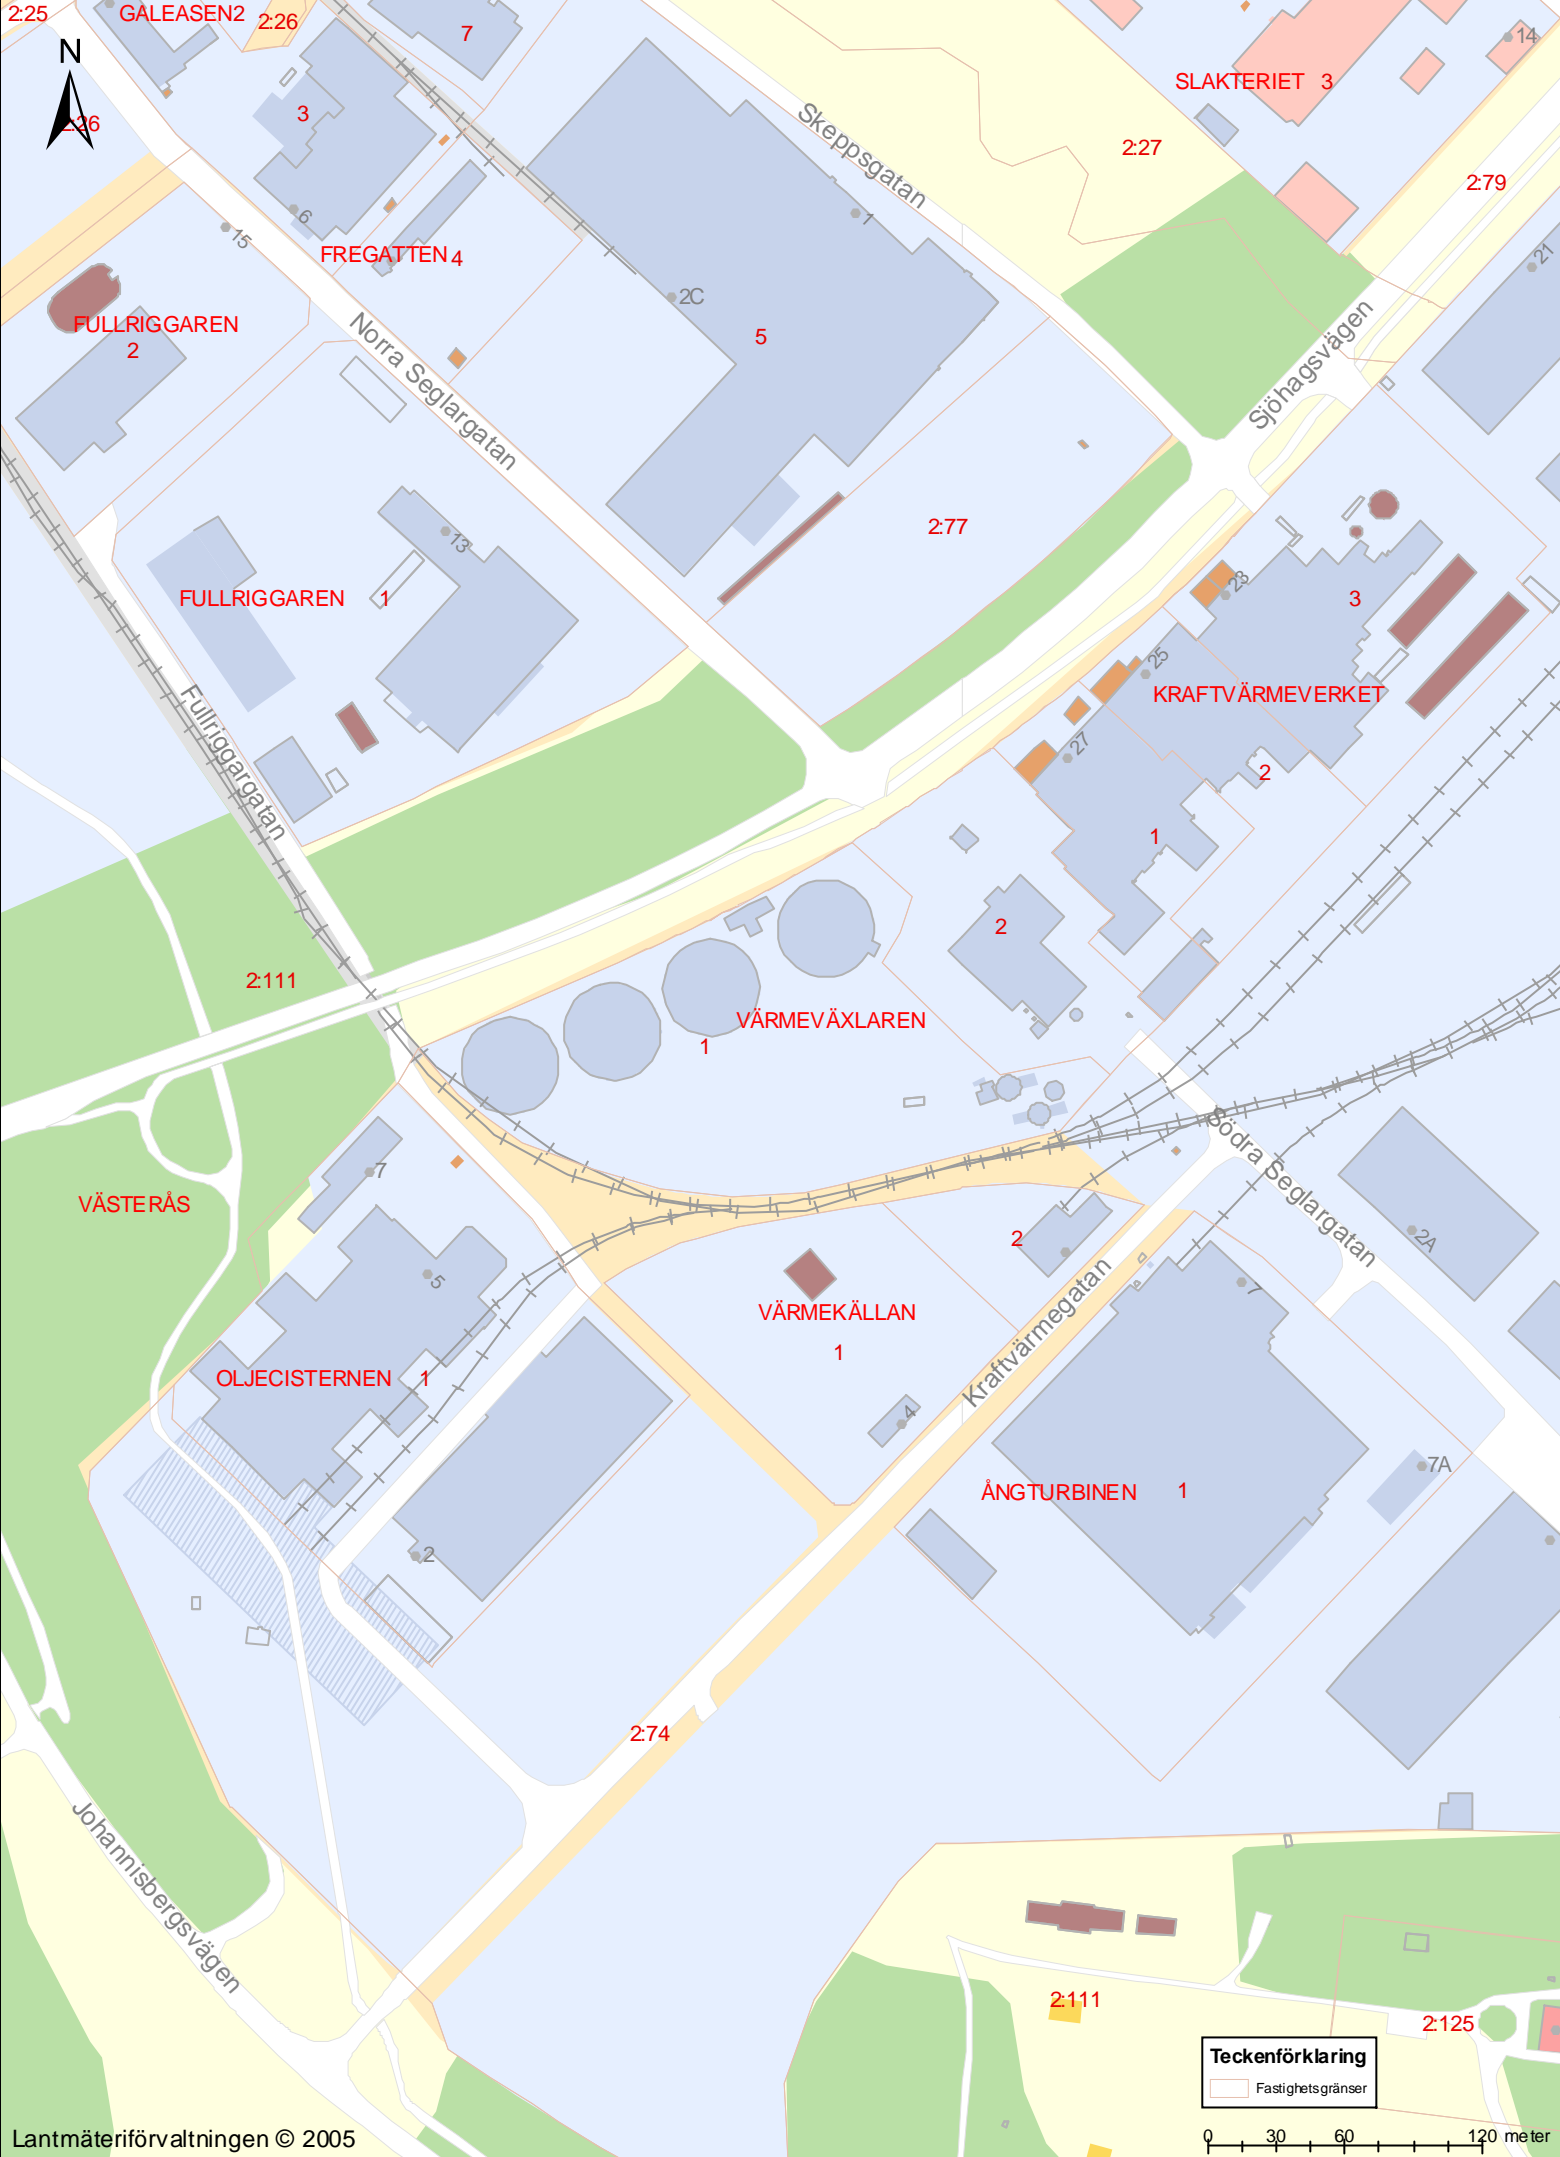 2:25
GALEASEN2
2:26
7
14
N
SLAKTERIET 3
3
2:26
Skeppsgatan
2:27
2:79
6
15
1
FREGATTEN 4
21
2C
FULLRIGGAREN
2
5
Norra Seglargatan
Sjöhagsvägen
13
2:77
23
FULLRIGGAREN 1
3
25
KRAFTVÄRMEVERKET
Fullriggargatan
27
2
1
2
2:111
VÄRMEVÄXLAREN
1
Södra Seglargatan
7
VÄSTERÅS
2
2A
5
7
VÄRMEKÄLLAN
1
Kraftvärmegatan
OLJECISTERNEN 1
4
7A
ÅNGTURBINEN 1
2
2:74
Johannisbergsvägen
2:111
2:125
Teckenförklaring
Fastighetsgränser
Lantmäteriförvaltningen © 2005
0 30 60 120 meter